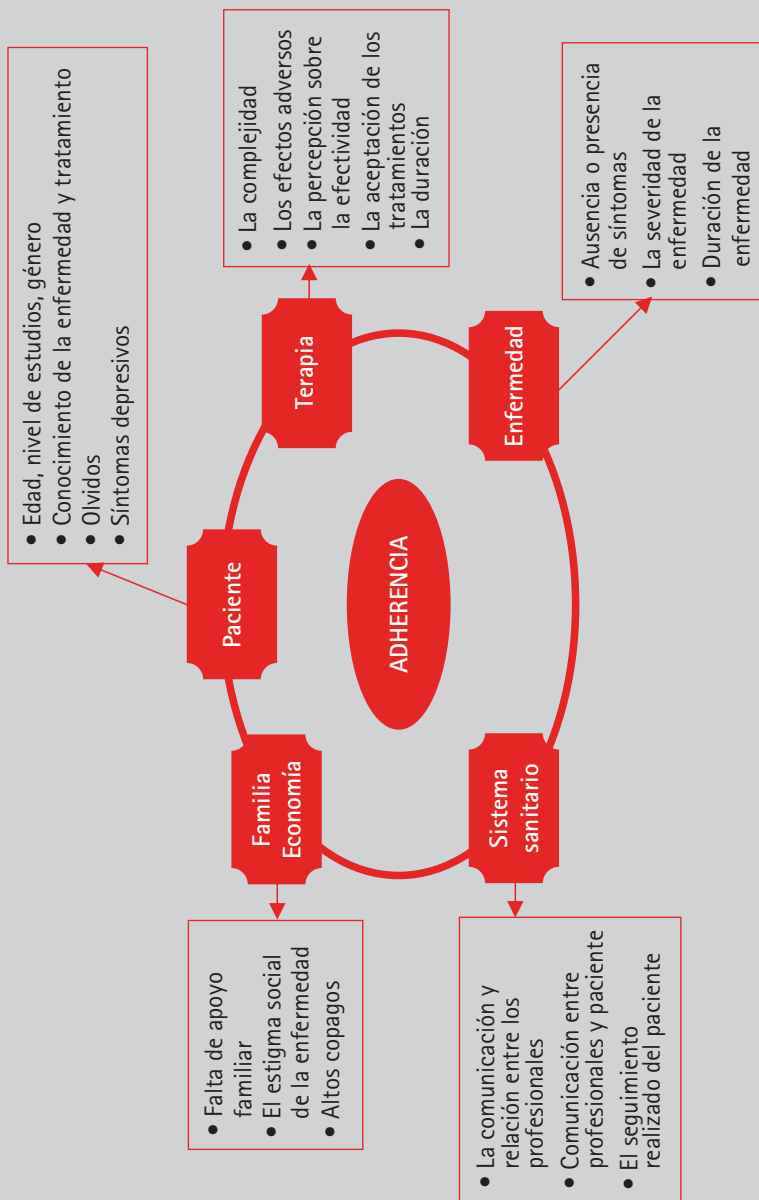 • Edad, nivel de estudios, género
• Conocimiento de la enfermedad y tratamiento
• Olvidos
• Síntomas depresivos
Paciente
• Falta de apoyo
familiar
• El estigma social
de la enfermedad
• Altos copagos
Familia
Economía
Terapia
• La complejidad
• Los efectos adversos
• La percepción sobre
la efectividad
• La aceptación de los
tratamientos
• La duración
ADHERENCIA
• La comunicación y
relación entre los
profesionales
• Comunicación entre
profesionales y paciente
• El seguimiento
realizado del paciente
Sistema
sanitario
Enfermedad
• Ausencia o presencia
de síntomas
• La severidad de la
enfermedad
• Duración de la
enfermedad